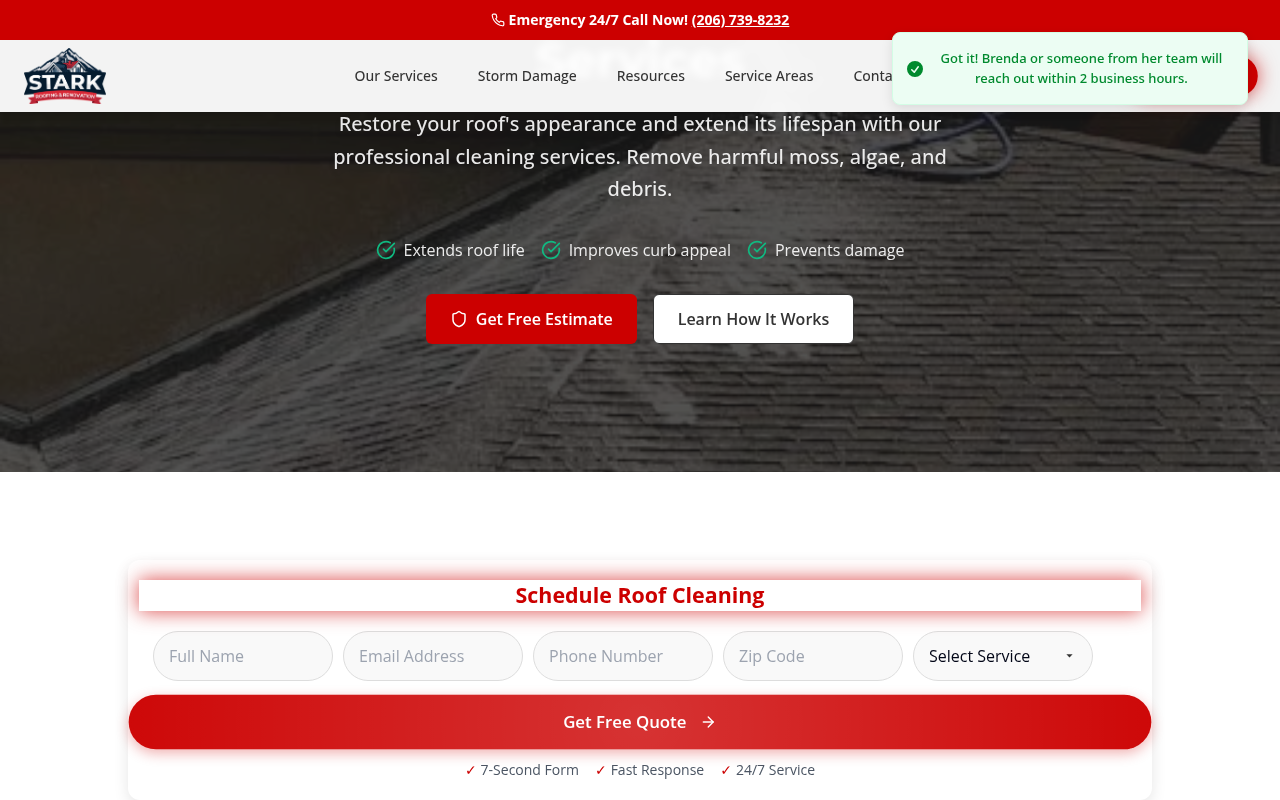 Emergency 24/7 Call Now! (206) 739-8232
STARK
ROOFING & RENOVATION
Our Services
Storm Damage
Resources
Service Areas
Conta
Got it! Brenda or someone from her team will
reach out within 2 business hours.
Services
Restore your roof's appearance and extend its lifespan with our
professional cleaning services. Remove harmful moss, algae, and
debris.
Extends roof life
Improves curb appeal
Prevents damage
Get Free Estimate
Learn How It Works
Schedule Roof Cleaning
Full Name
Email Address
Phone Number
Zip Code
Select Service
Get Free Quote →
✓ 7-Second Form
✓ Fast Response
✓ 24/7 Service